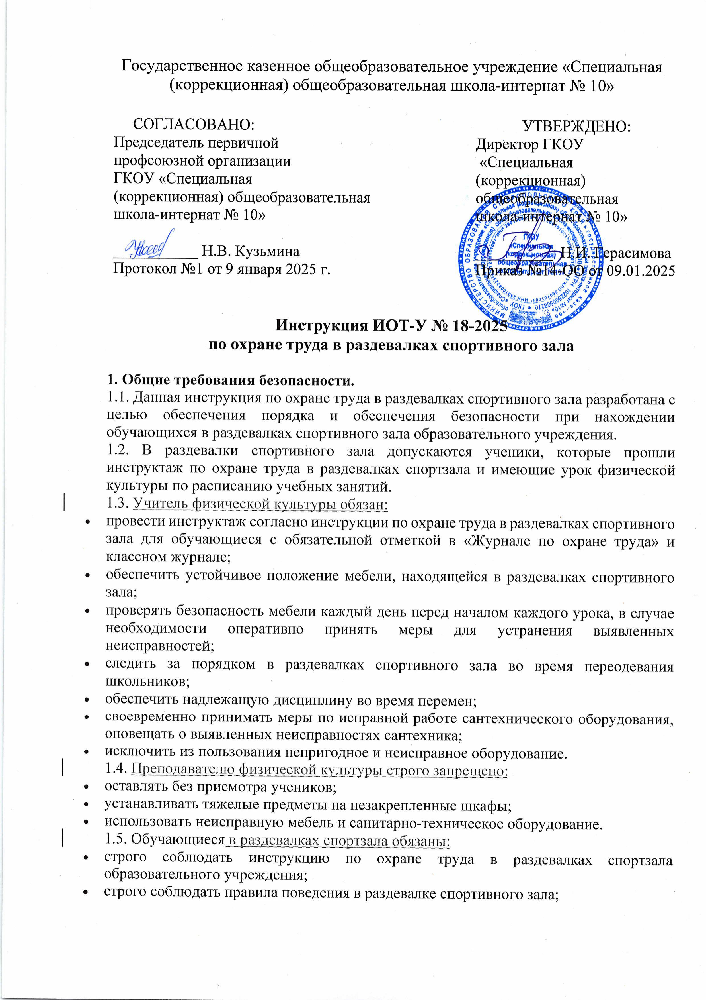 Государственное казенное общеобразовательное учреждение «Специальная
(коррекционная) общеобразовательная школа-интернат № 10»
СОГЛАСОВАНО:
Председатель первичной
профсоюзной организации
ГКОУ «Специальная
(коррекционная) общеобразовательная
школа-интернат № 10»
Н.В. Кузьмина
Протокол №1 от 9 января 2025 г.
УТВЕРЖДЕНО:
Директор ГКОУ
«Специальная
(коррекционная)
общеобразовательная
школа-интернат № 10»
Н.И. Герасимова
Приказ №14-ОО от 09.01.2025
ГКОУ
«Специальная
(коррекционная)
общеобразовательная
Инструкция ИОТ-У № 18-2025
по охране труда в раздевалках спортивного зала
1. Общие требования безопасности.
1.1. Данная инструкция по охране труда в раздевалках спортивного зала разработана с
целью обеспечения порядка и обеспечения безопасности при нахождении
обучающихся в раздевалках спортивного зала образовательного учреждения.
1.2. В раздевалки спортивного зала допускаются ученики, которые прошли
инструктаж по охране труда в раздевалках спортзала и имеющие урок физической
культуры по расписанию учебных занятий.
1.3. Учитель физической культуры обязан:
• провести инструктаж согласно инструкции по охране труда в раздевалках спортивного
зала для обучающиеся с обязательной отметкой в «Журнале по охране труда» и
классном журнале;
• обеспечить устойчивое положение мебели, находящейся в раздевалках спортивного
зала;
• проверять безопасность мебели каждый день перед началом каждого урока, в случае
необходимости оперативно принять меры для устранения выявленных
неисправностей;
• следить за порядком в раздевалках спортивного зала во время переодевания
школьников;
• обеспечить надлежащую дисциплину во время перемен;
• своевременно принимать меры по исправной работе сантехнического оборудования,
оповещать о выявленных неисправностях сантехника;
• исключить из пользования непригодное и неисправное оборудование.
1.4. Преподавателю физической культуры строго запрещено:
• оставлять без присмотра учеников;
• устанавливать тяжелые предметы на незакрепленные шкафы;
• использовать неисправную мебель и санитарно-техническое оборудование.
1.5. Обучающиеся в раздевалках спортзала обязаны:
• строго соблюдать инструкцию по охране труда в раздевалках спортзала
образовательного учреждения;
• строго соблюдать правила поведения в раздевалке спортивного зала;